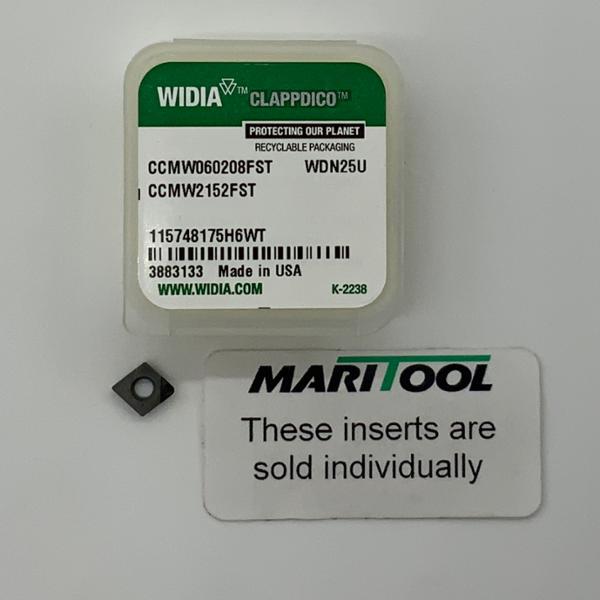 WIDIA™ CLAPPDICO™
PROTECTING OUR PLANET
RECYCLABLE PACKAGING
CCMW060208FST WDN25U
CCMW2152FST
115748175H6WT
3883133 Made in USA
WWW.WIDIA.COM K-2238
MARITOOL
These inserts are
sold individually